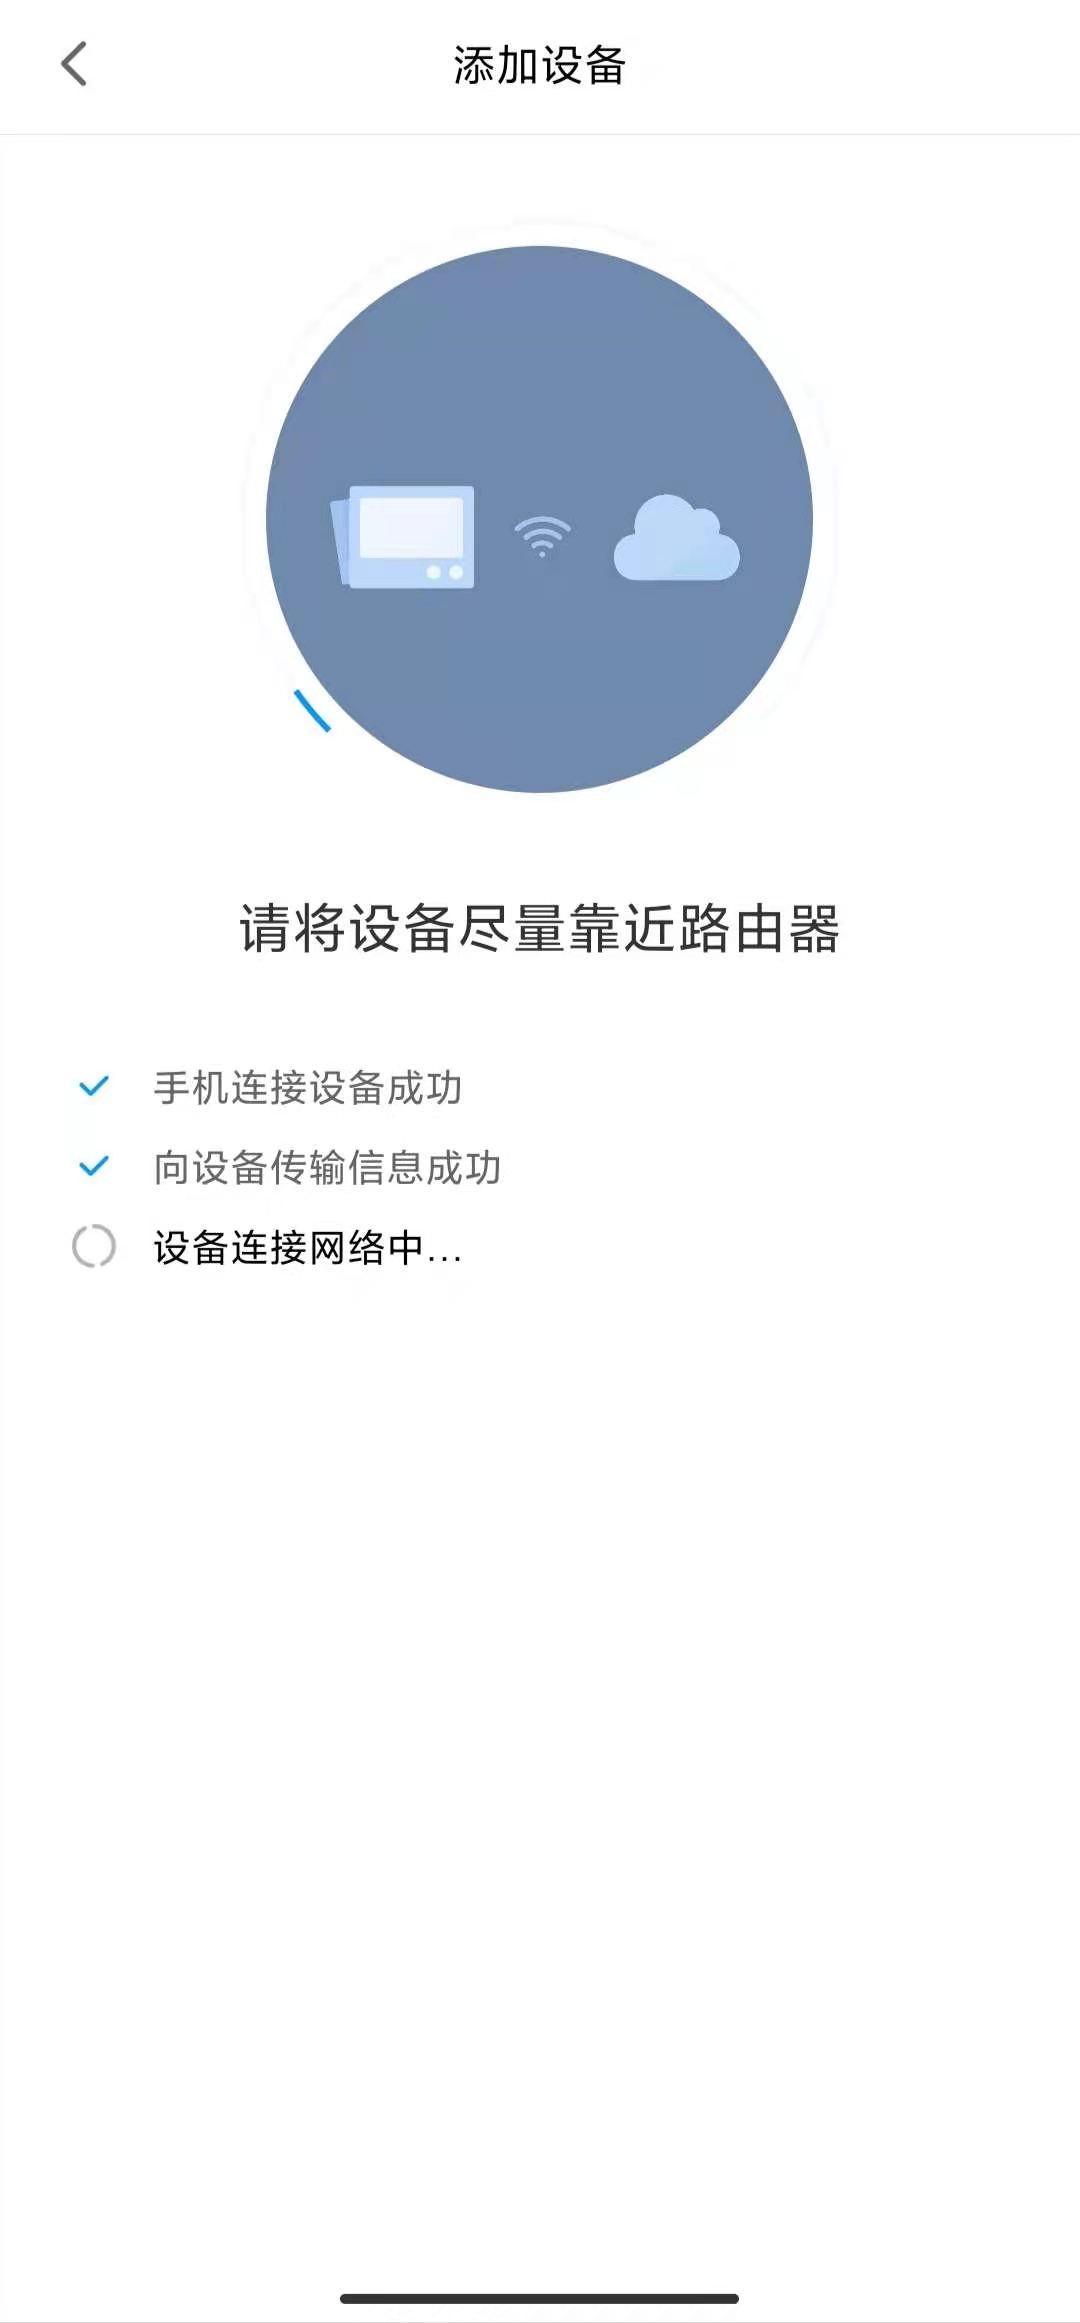 添加设备
请将设备尽量靠近路由器
手机连接设备成功
向设备传输信息成功
设备连接网络中...